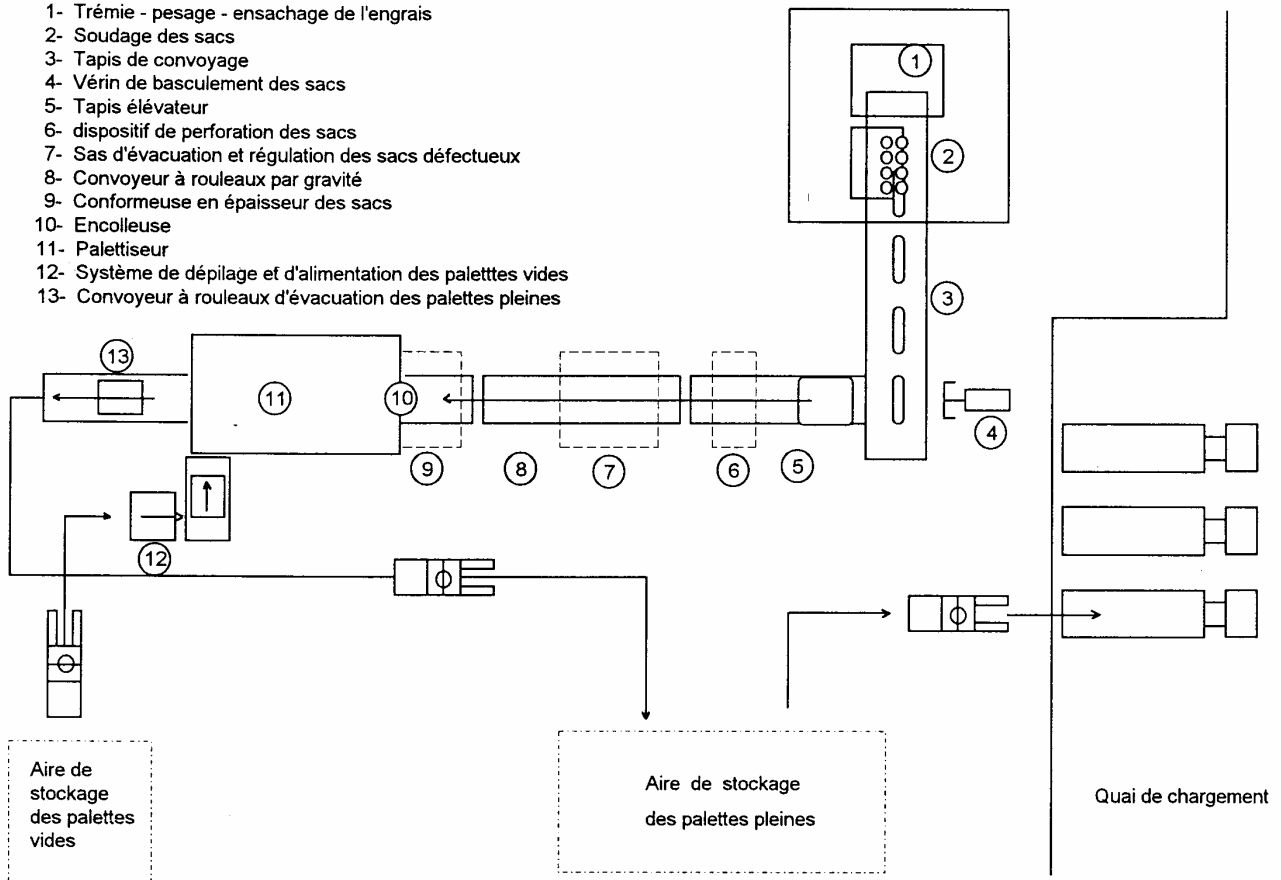 1- Trémie - pesage - ensachage de l'engrais
2- Soudage des sacs
3- Tapis de convoyage
4- Vérin de basculement des sacs
5- Tapis élévateur
6- dispositif de perforation des sacs
7- Sas d'évacuation et régulation des sacs défectueux
8- Convoyeur à rouleaux par gravité
9- Conformeuse en épaisseur des sacs
10- Encolleuse
11- Palettiseur
12- Système de dépilage et d'alimentation des paletttes vides
13- Convoyeur à rouleaux d'évacuation des palettes pleines
1
2
3
13
11
10
4
9
8
7
6
5
12
Aire de
stockage
des palettes
vides
Aire de stockage
des palettes pleines
Quai de chargement